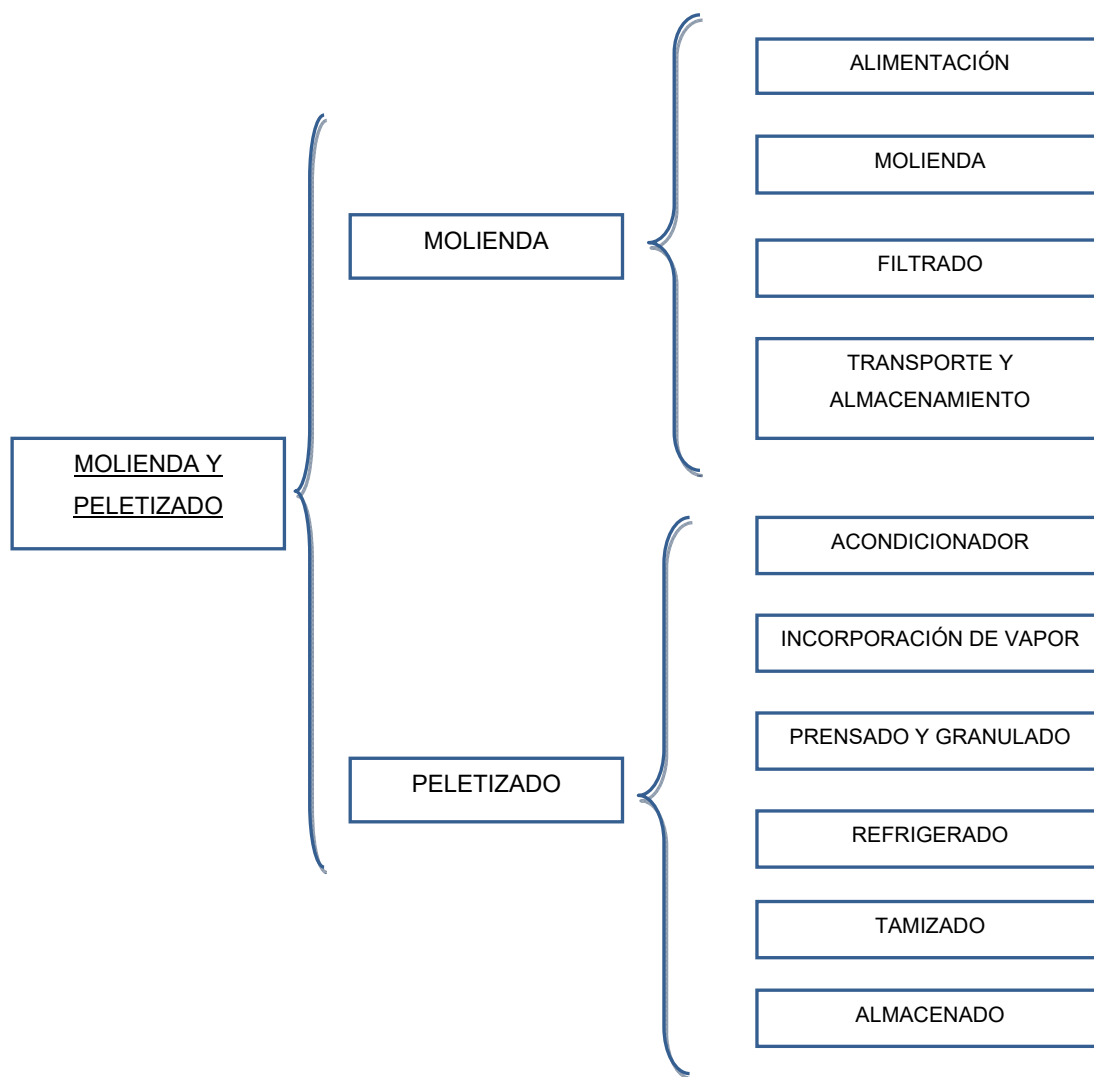 MOLIENDA Y
PELETIZADO
MOLIENDA
ALIMENTACIÓN
MOLIENDA
FILTRADO
TRANSPORTE Y
ALMACENAMIENTO
PELETIZADO
ACONDICIONADOR
INCORPORACIÓN DE VAPOR
PRENSADO Y GRANULADO
REFRIGERADO
TAMIZADO
ALMACENADO